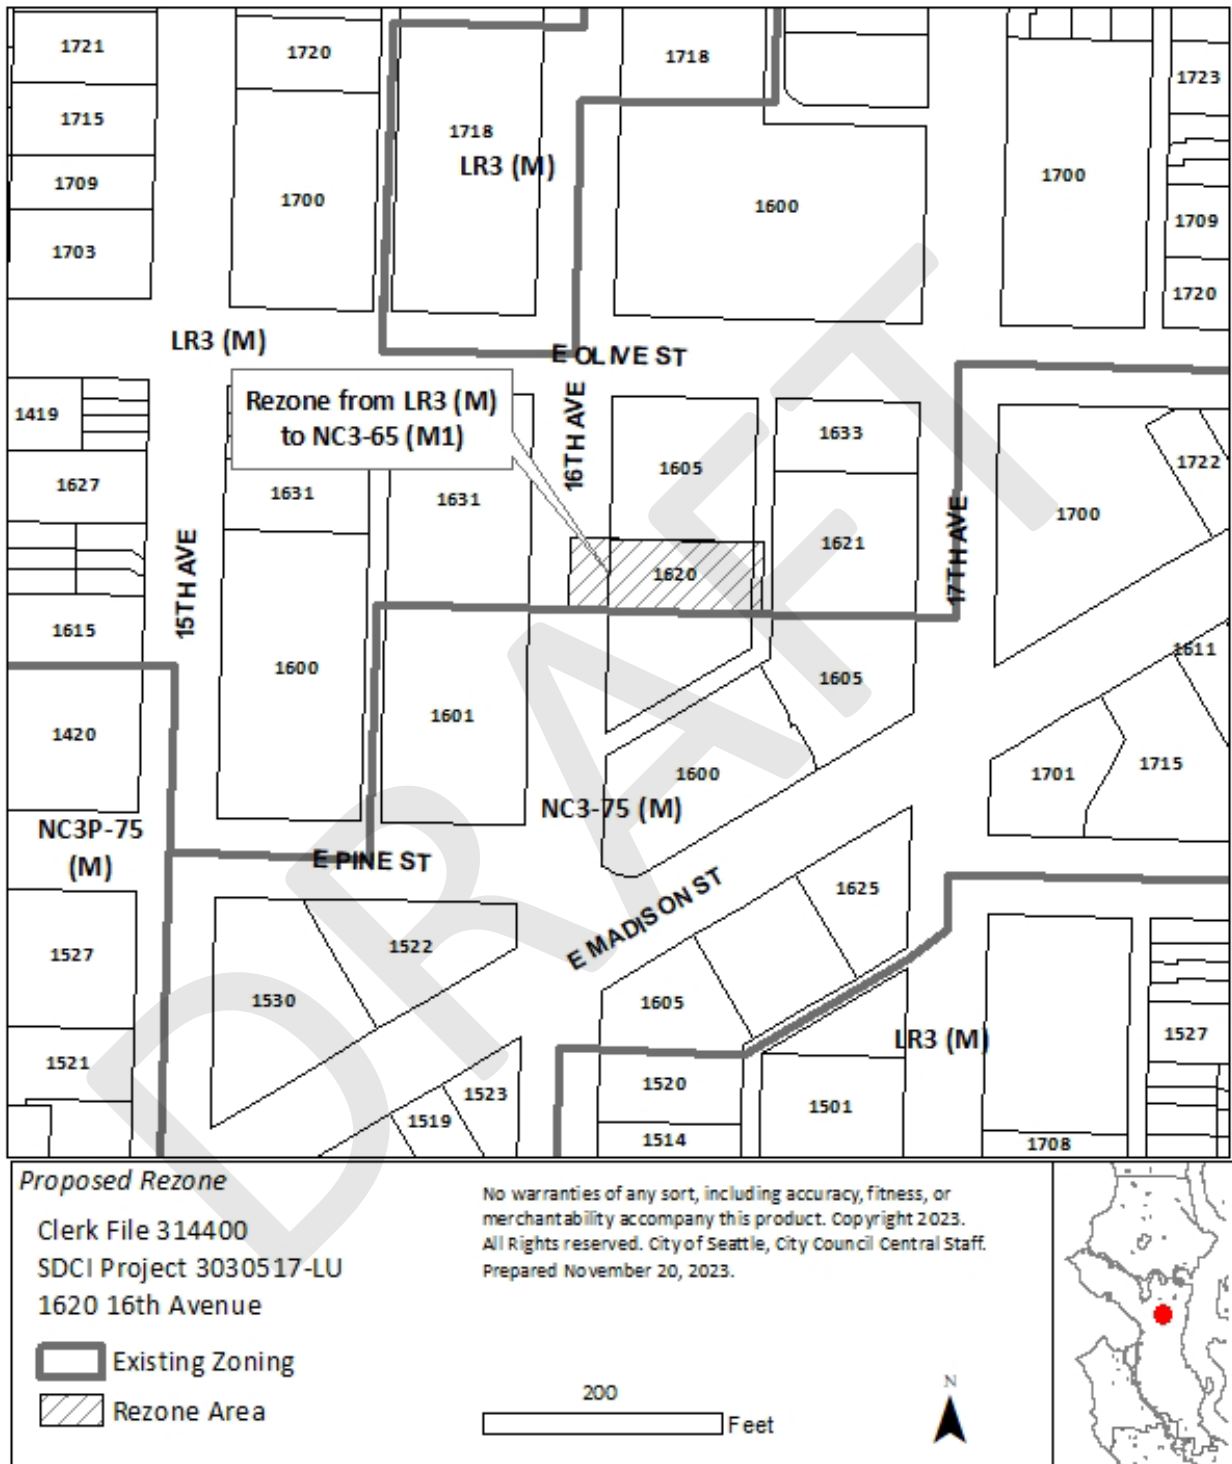 1721
1720
1718
1723
1715
1718
LR3 (M)
1700
1709
1700
1600
1709
1703
1720
LR3 (M)
E OLIVE ST
Rezone from LR3 (M)
to NC3-65 (M1)
16TH AVE
1419
1633
1605
1722
1627
1631
1631
1700
1621
17TH AVE
15TH AVE
1620
1615
1611
1600
1605
1601
1420
1600
1701
1715
NC3-75 (M)
NC3P-75
(M)
E PINE ST
1625
E MADISON ST
1522
1527
1530
1605
LR3 (M)
1527
1521
1520
1523
1501
1519
1514
1708
DRAFT
Proposed Rezone
Clerk File 314400
SDCI Project 3030517-LU
1620 16th Avenue
Existing Zoning
Rezone Area
No warranties of any sort, including accuracy, fitness, or
merchantability accompany this product. Copyright 2023.
All Rights reserved. City of Seattle, City Council Central Staff.
Prepared November 20, 2023.
200
Feet
N